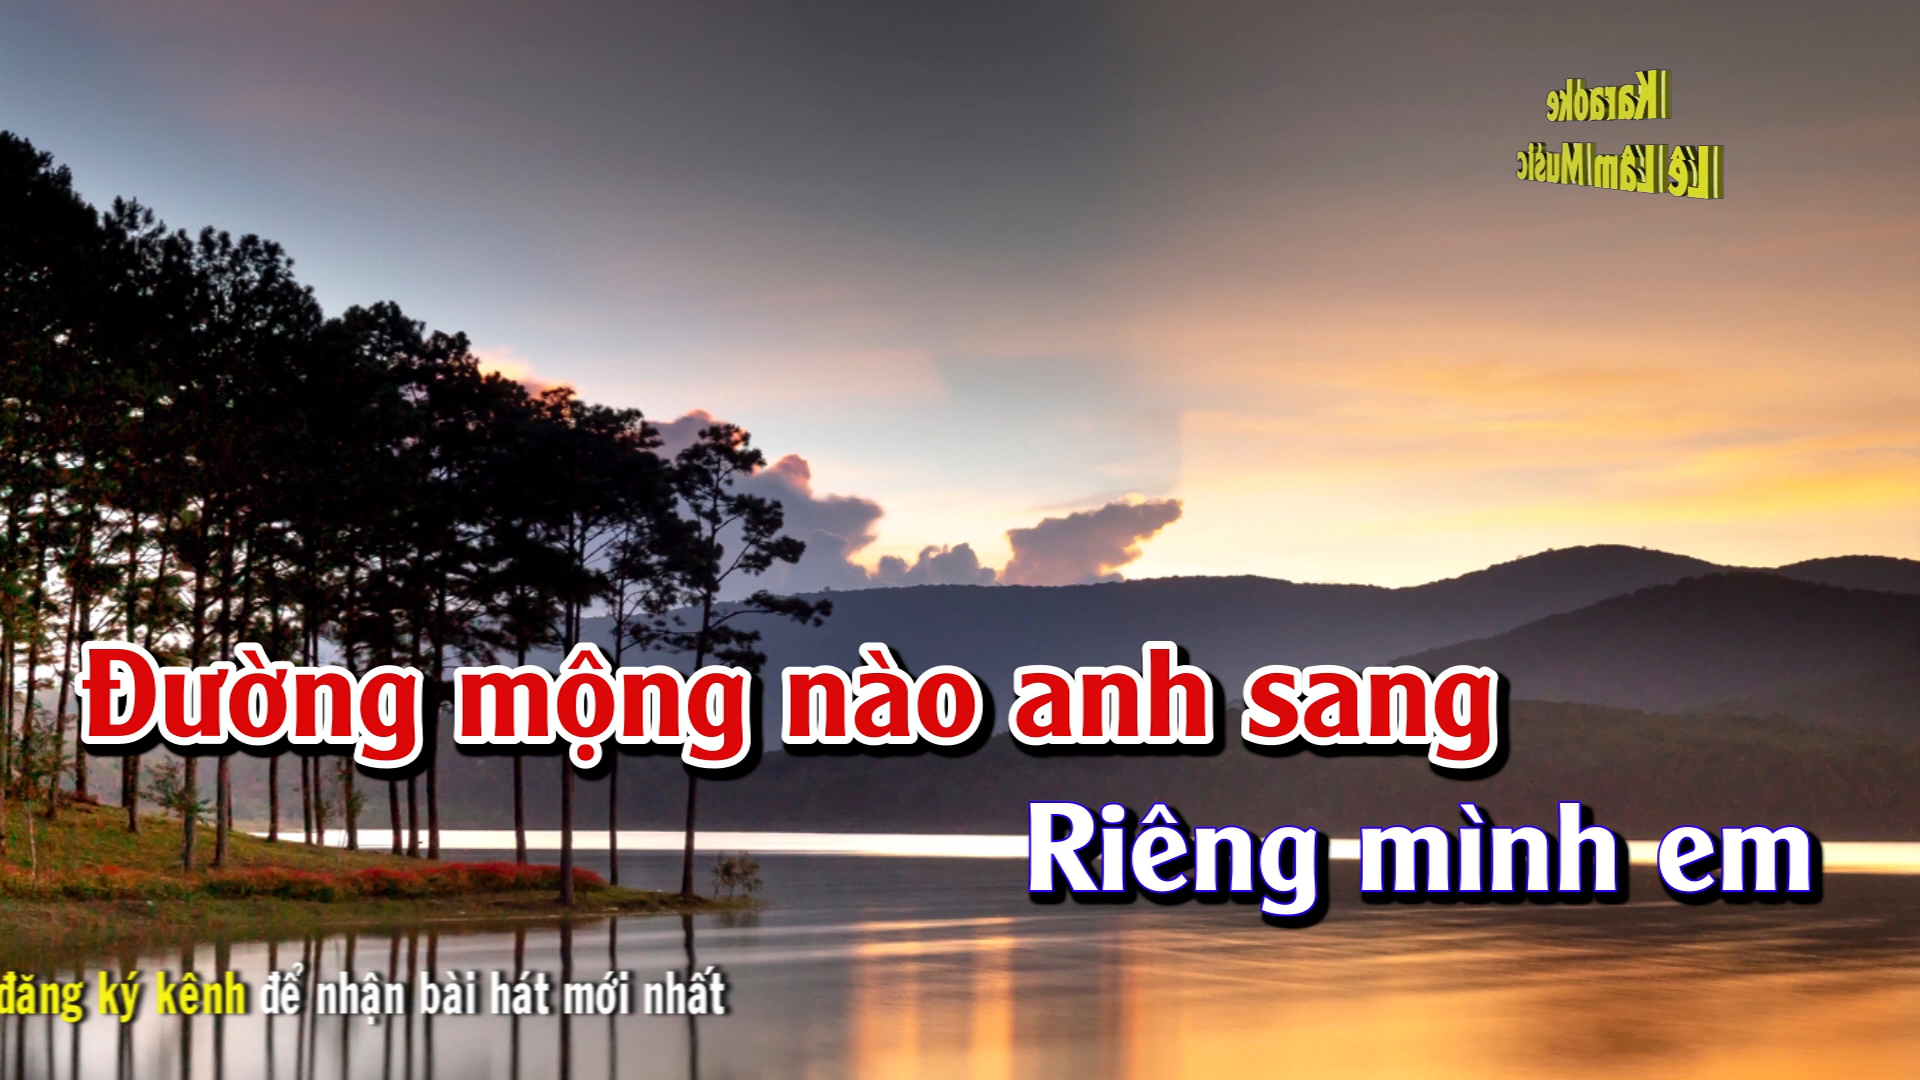 Karaoke
Lê Lâm Music
Đường mộng nào anh sang
Riêng mình em
đăng ký kênh để nhận bài hát mới nhất